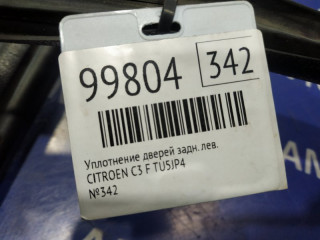 99804 342
Уплотнение дверей задн. лев.
CITROEN C3 F TU5JP4
№342